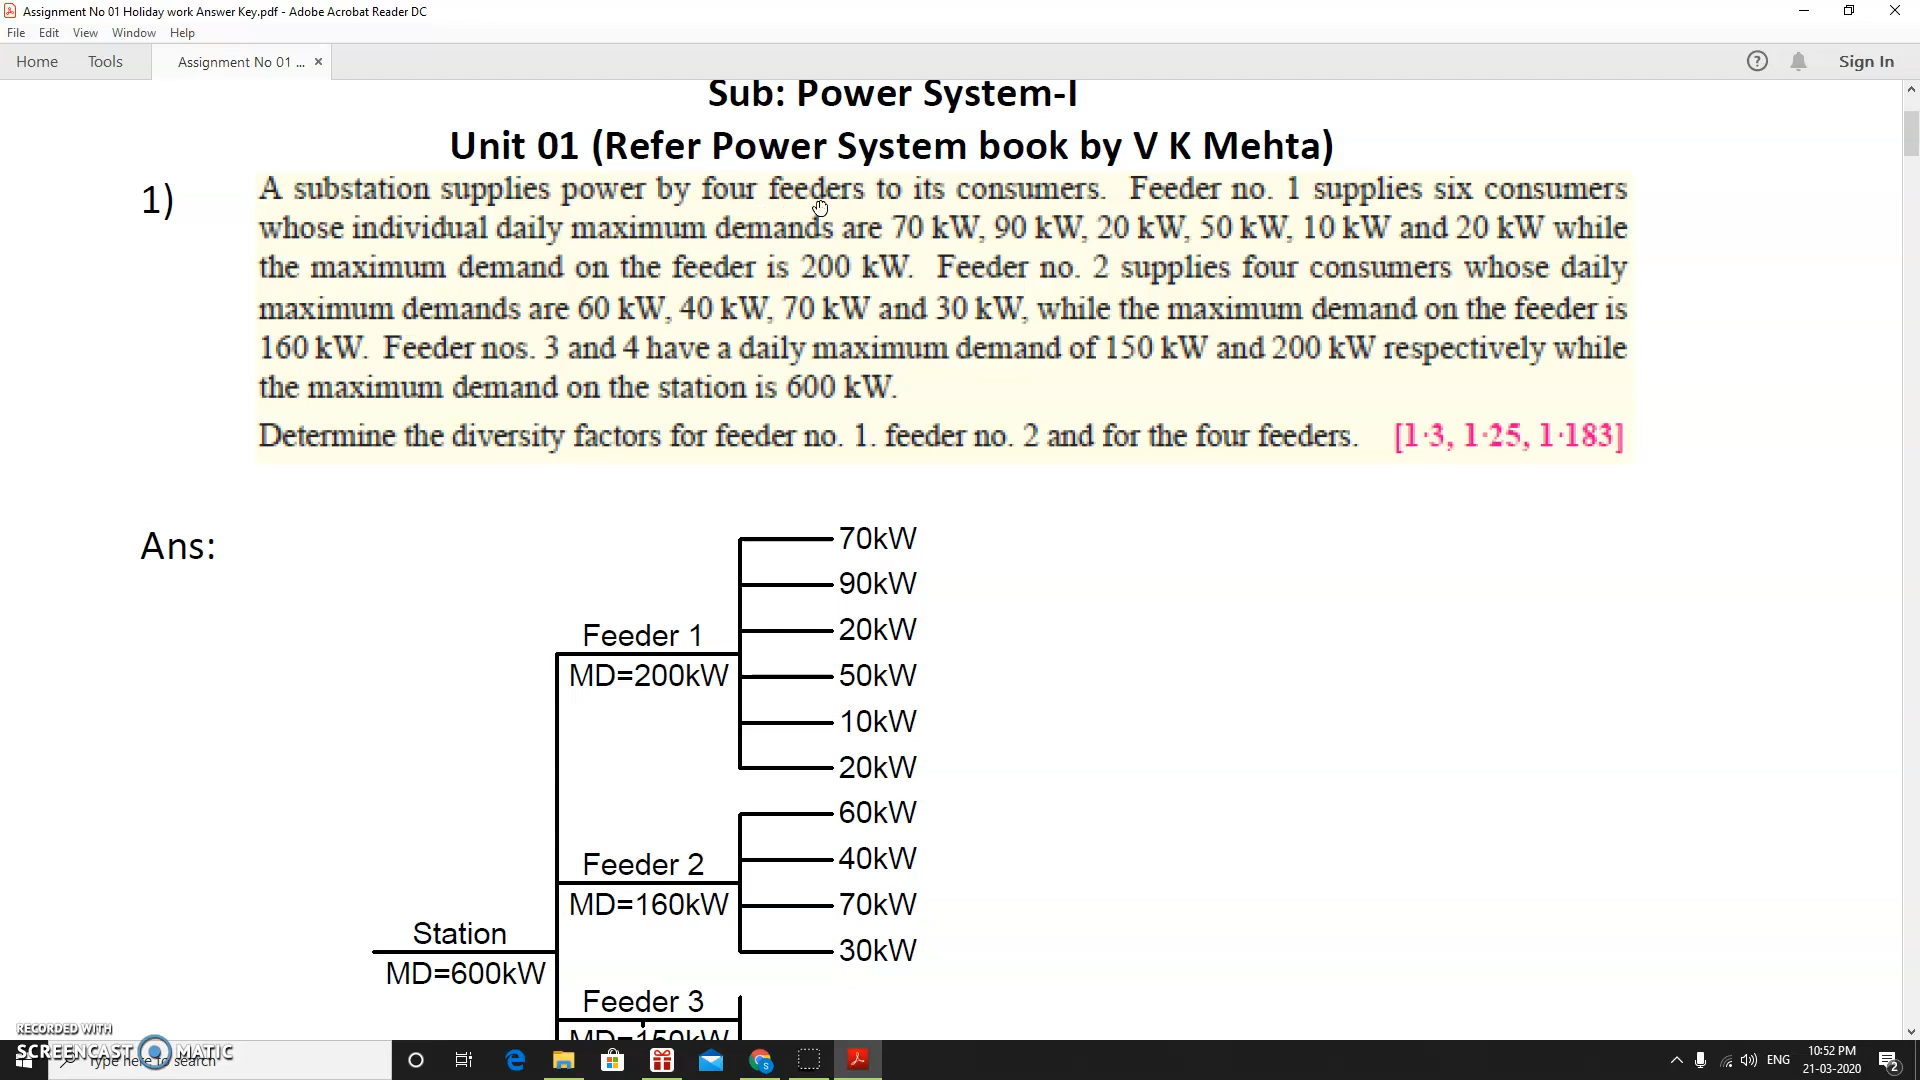 Assignment No 01 Holiday work Answer Key.pdf - Adobe Acrobat Reader DC
File Edit View Window Help
Home Tools Assignment No 01 ... × ? Sign In
Sub: Power System-I
Unit 01 (Refer Power System book by V K Mehta)
1) A substation supplies power by four feeders to its consumers. Feeder no. 1 supplies six consumers
whose individual daily maximum demands are 70 kW, 90 kW, 20 kW, 50 kW, 10 kW and 20 kW while
the maximum demand on the feeder is 200 kW. Feeder no. 2 supplies four consumers whose daily
maximum demands are 60 kW, 40 kW, 70 kW and 30 kW, while the maximum demand on the feeder is
160 kW. Feeder nos. 3 and 4 have a daily maximum demand of 150 kW and 200 kW respectively while
the maximum demand on the station is 600 kW.
Determine the diversity factors for feeder no. 1. feeder no. 2 and for the four feeders. [1·3, 1·25, 1·183]
Ans:
70kW
90kW
20kW
Feeder 1
MD=200kW
50kW
10kW
20kW
60kW
40kW
Feeder 2
MD=160kW
70kW
30kW
Station
MD=600kW
Feeder 3
MD=150kW
RECORDED WITH
SCREENCAST MATIC
Type here to search
ENG
10:52 PM
21-03-2020
2